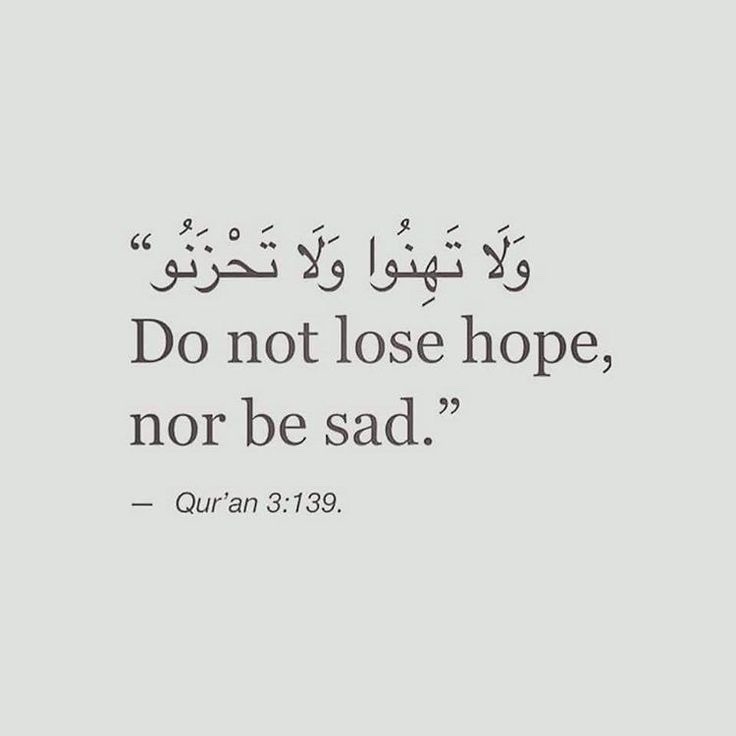 “وَلَا تَهِنُوا وَلَا تَحْزَنُو
Do not lose hope,
nor be sad.”
— Qur’an 3:139.